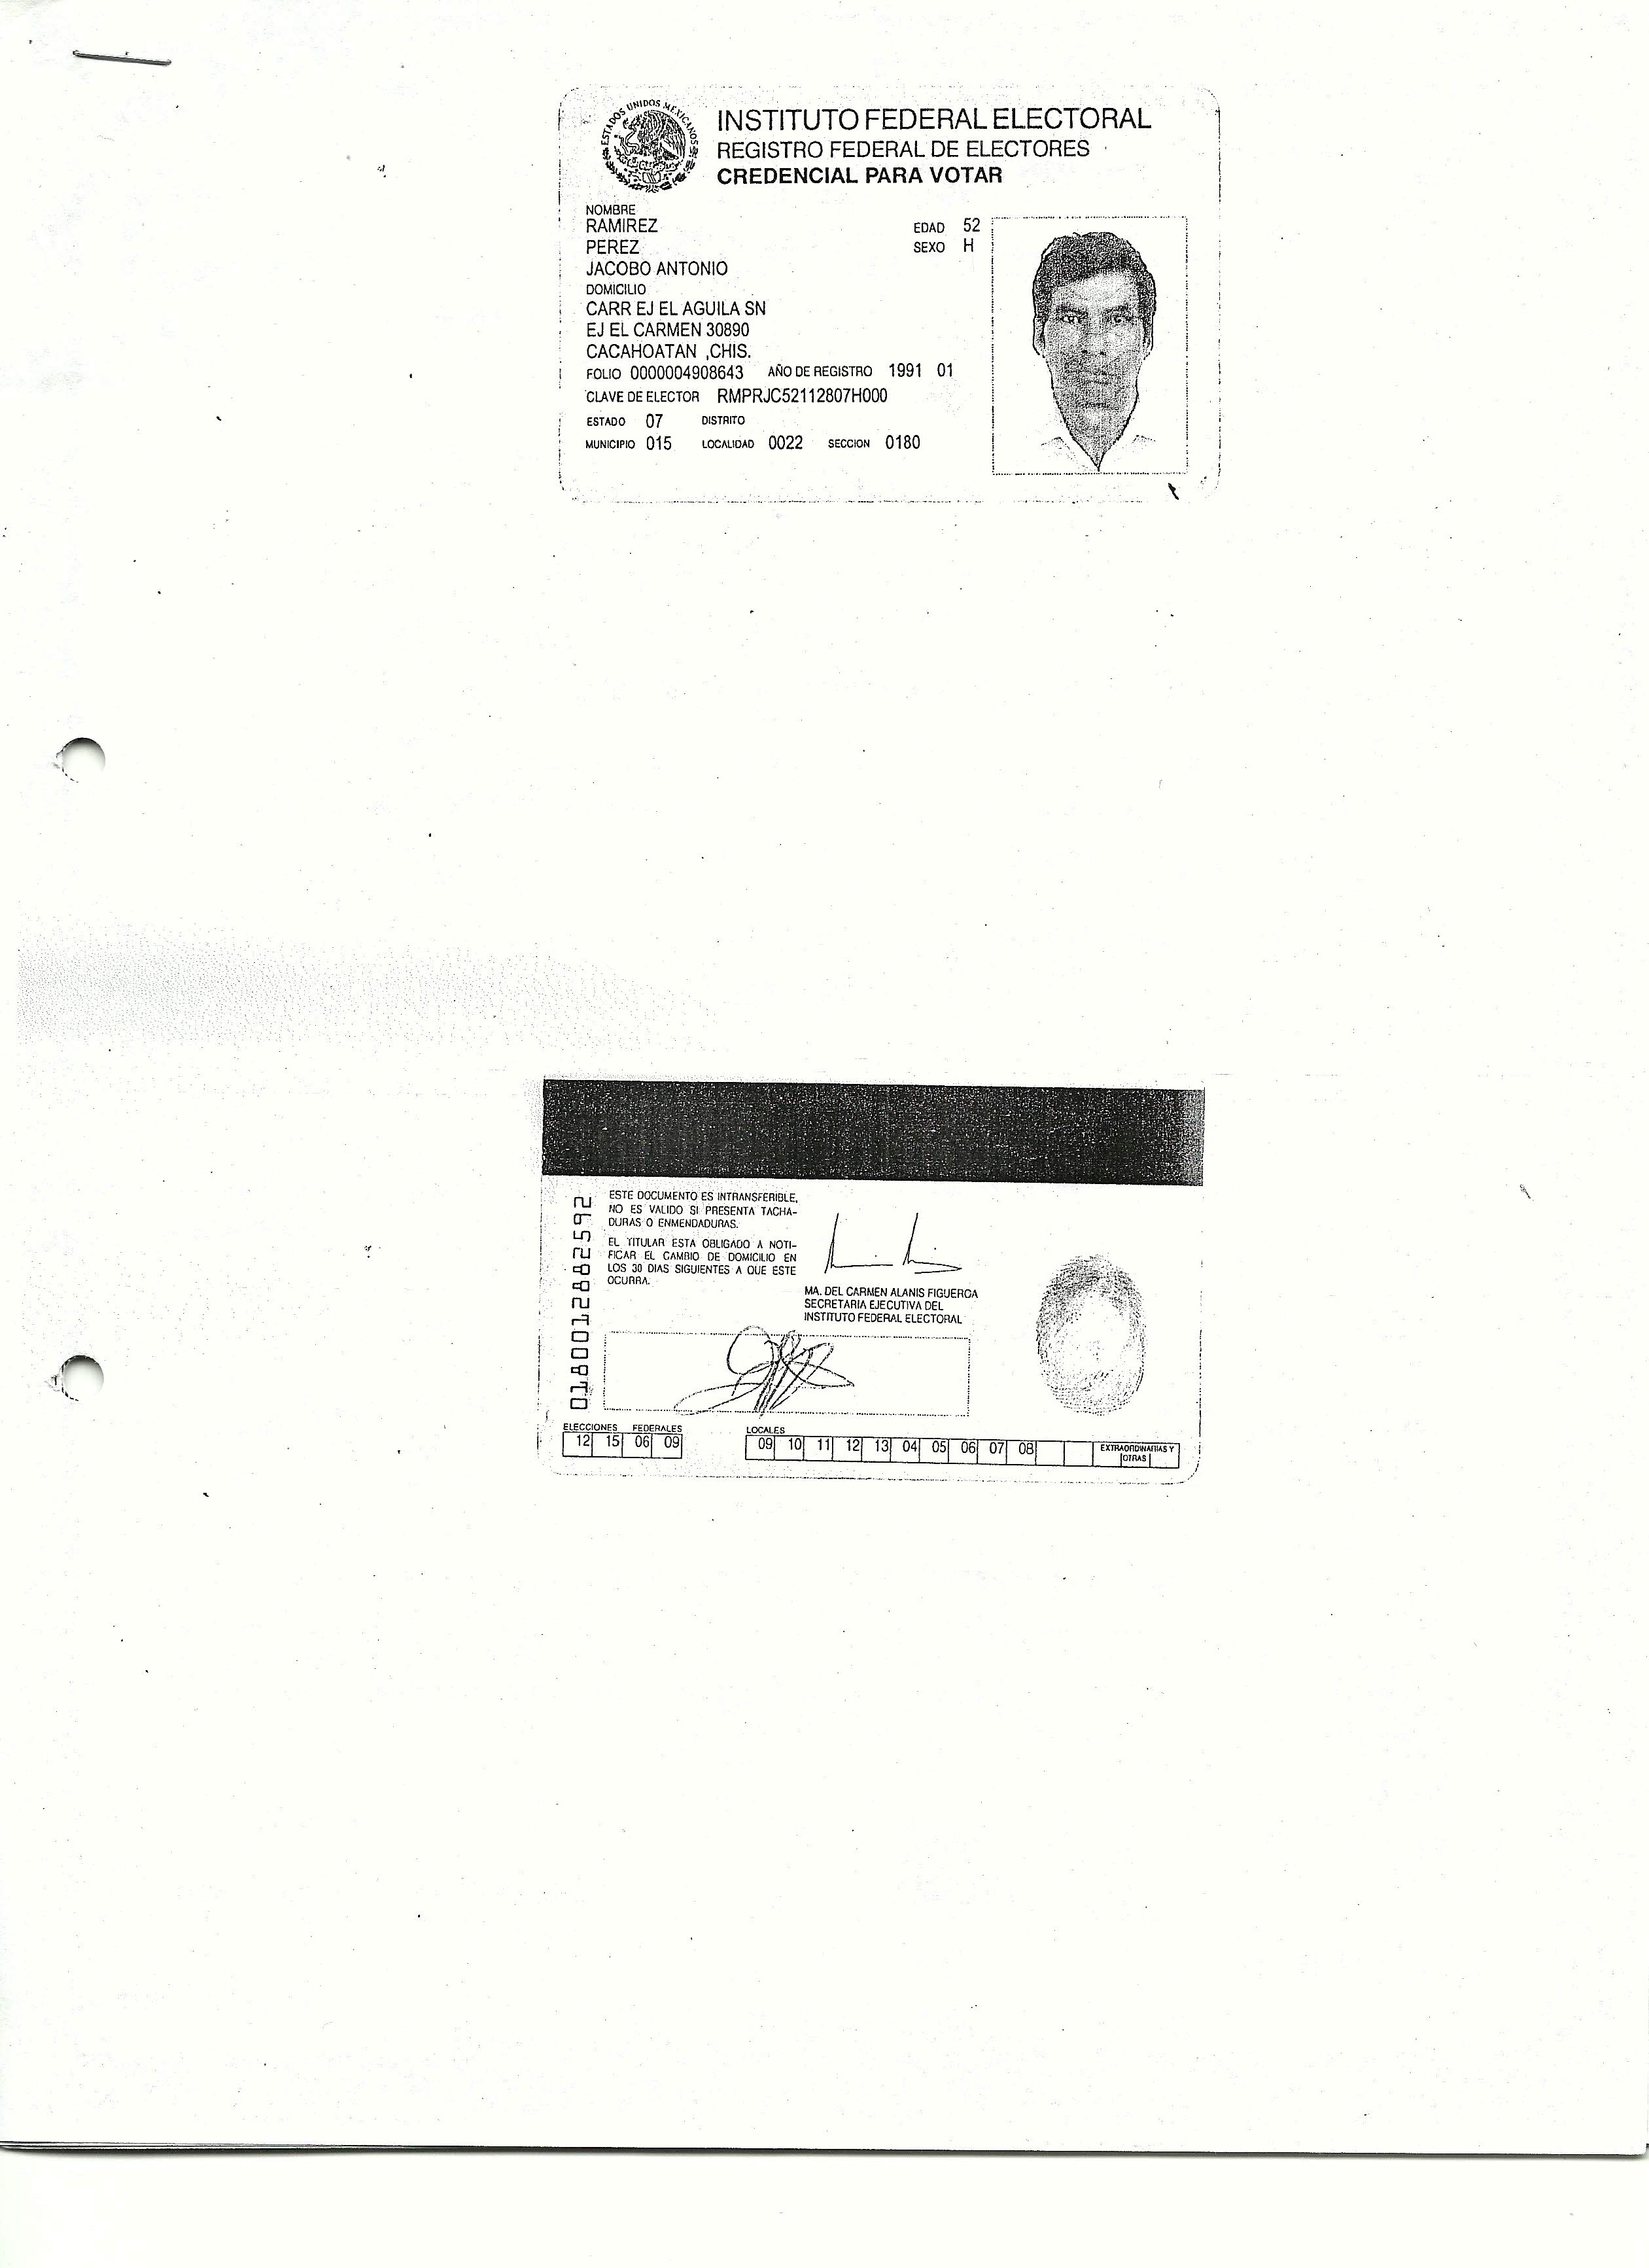 ESTADOS UNIDOS MEXICANOS
INSTITUTO FEDERAL ELECTORAL
REGISTRO FEDERAL DE ELECTORES
CREDENCIAL PARA VOTAR
NOMBRE
RAMIREZ
EDAD 52
PEREZ
SEXO H
JACOBO ANTONIO
DOMICILIO
CARR EJ EL AGUILA SN
EJ EL CARMEN 30890
CACAHOATAN ,CHIS.
FOLIO 0000004908643 AÑO DE REGISTRO 1991 01
CLAVE DE ELECTOR RMPRJC52112807H000
ESTADO 07 DISTRITO
MUNICIPIO 015 LOCALIDAD 0022 SECCION 0180
ESTE DOCUMENTO ES INTRANSFERIBLE,
NO ES VALIDO SI PRESENTA TACHA-
DURAS O ENMENDADURAS.
EL TITULAR ESTA OBLIGADO A NOTI-
FICAR EL CAMBIO DE DOMICILIO EN
LOS 30 DIAS SIGUIENTES A QUE ESTE
OCURRA.
MA. DEL CARMEN ALANIS FIGUEROA
SECRETARIA EJECUTIVA DEL
INSTITUTO FEDERAL ELECTORAL
018001282592
ELECCIONES FEDERALES
12 15 06 09
LOCALES
09 10 11 12 13 04 05 06 07 08
EXTRAORDINARIAS Y
OTRAS